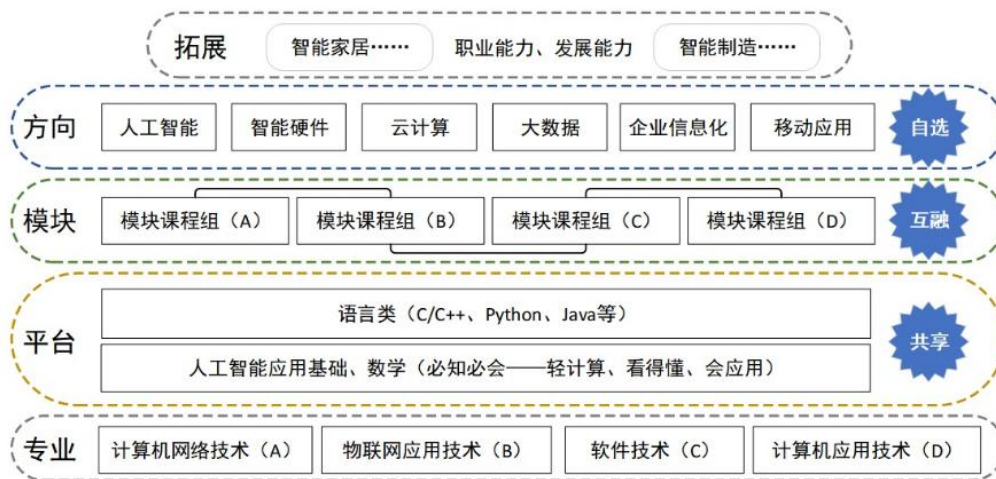 拓展 智能家居…… 职业能力、发展能力 智能制造……
方向 人工智能 智能硬件 云计算 大数据 企业信息化 移动应用 自选
模块 模块课程组（A） 模块课程组（B） 模块课程组（C） 模块课程组（D） 互融
语言类（C/C++、Python、Java等）
平台 共享
人工智能应用基础、数学（必知必会——轻计算、看得懂、会应用）
专业 计算机网络技术（A） 物联网应用技术（B） 软件技术（C） 计算机应用技术（D）